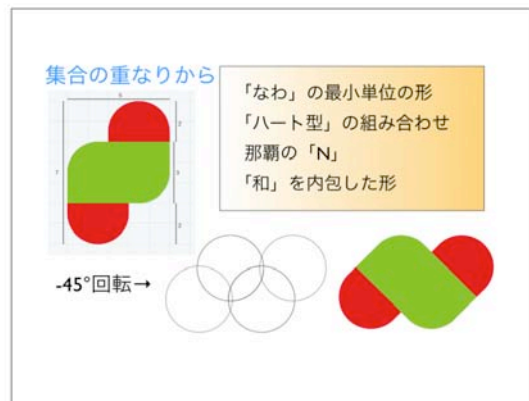 集合の重なりから
「なわ」の最小単位の形
「ハート型」の組み合わせ
那覇の「N」
「和」を内包した形
-45°回転→